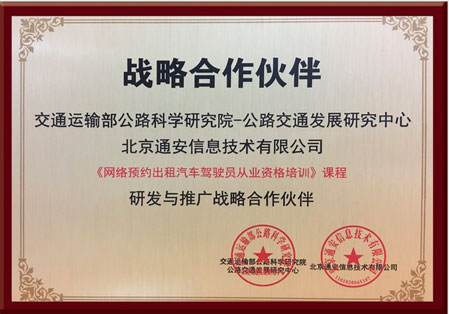 战略合作伙伴
交通运输部公路科学研究院-公路交通发展研究中心
北京通安信息技术有限公司
《网络预约出租汽车驾驶员从业资格培训》课程
研发与推广战略合作伙伴
交通运输部公路科学研究院
公路交通发展研究中心
北京通安信息技术有限公司